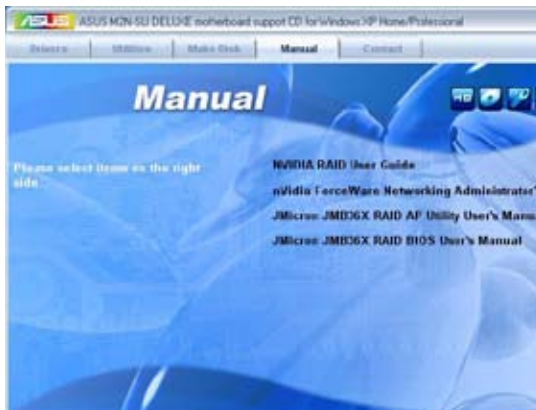 ASUS M2N-SLI DELUXE motherboard support CD for Windows XP Home/Professional
Drivers Utilities Make Disk Manual Contact
Manual
Please select items on the right
side.
NVIDIA RAID User Guide
nVidia ForceWare Networking Administrator'
JMicron JMB36X RAID AP Utility User's Manu
JMicron JMB36X RAID BIOS User's Manual